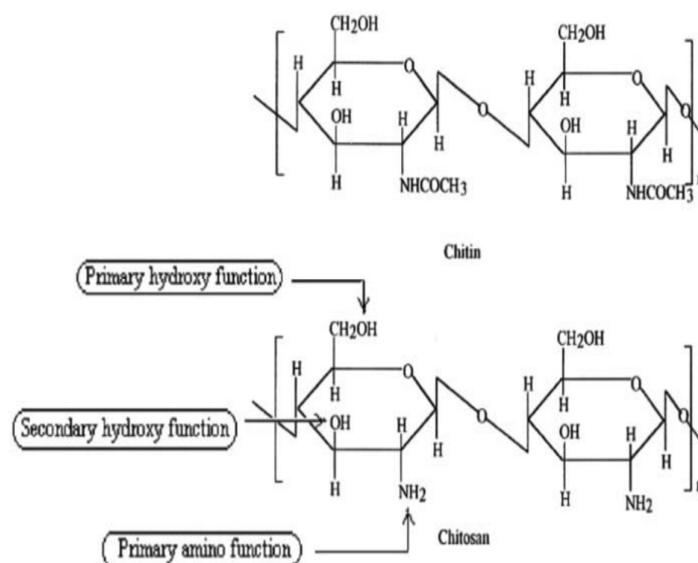 CH2OH
CH2OH
H
O
O
H
H
H
OH
H
O
OH
H
O
H
H
H
NHCOCH3
H
NHCOCH3
n
Chitin
Primary hydroxy function
CH2OH
CH2OH
H
O
O
H
H
H
Secondary hydroxy function
OH
H
O
OH
H
O
H
H
H
NH2
H
NH2
n
Primary amino function
Chitosan